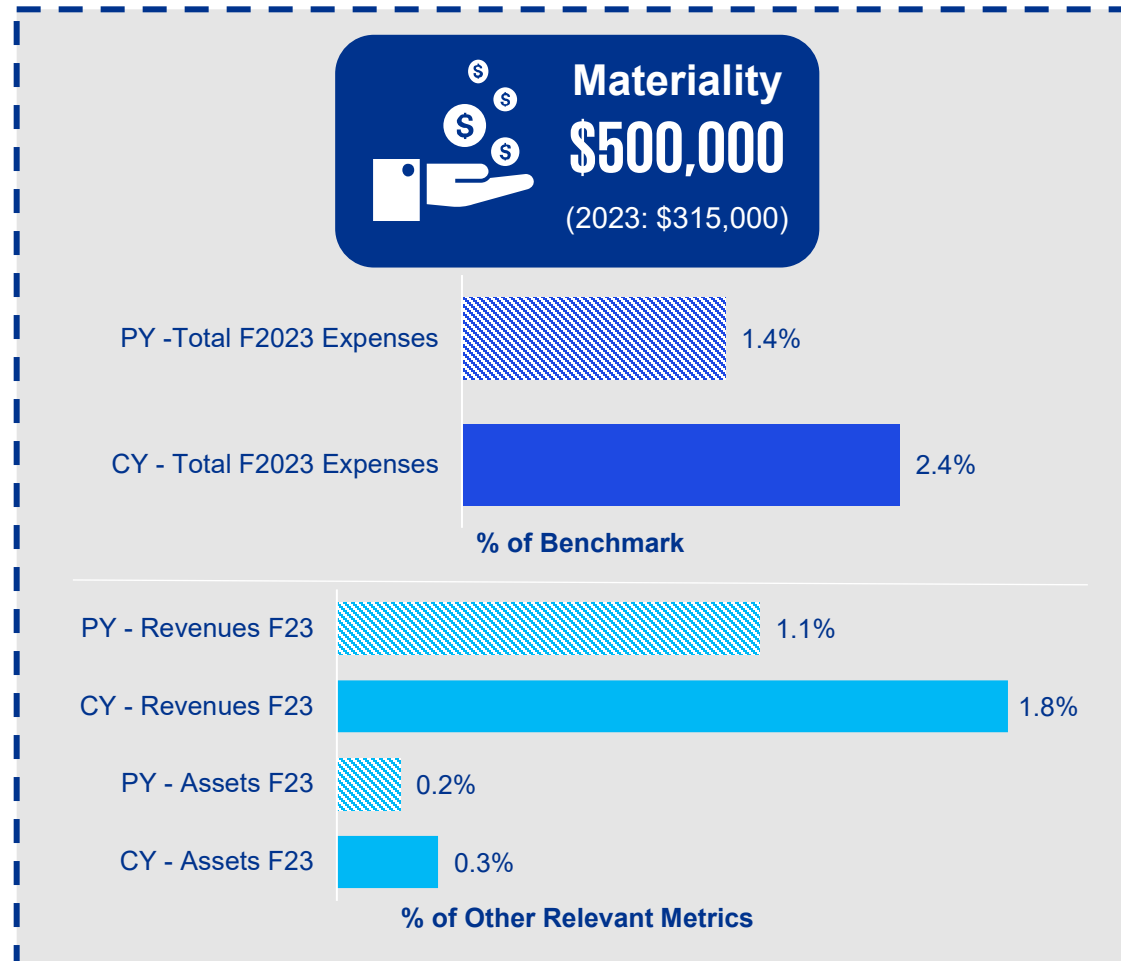 $
$
$
$
Materiality
$500,000
(2023: $315,000)
PY -Total F2023 Expenses
1.4%
CY - Total F2023 Expenses
2.4%
% of Benchmark
PY - Revenues F23
1.1%
CY - Revenues F23
1.8%
PY - Assets F23
0.2%
CY - Assets F23
0.3%
% of Other Relevant Metrics